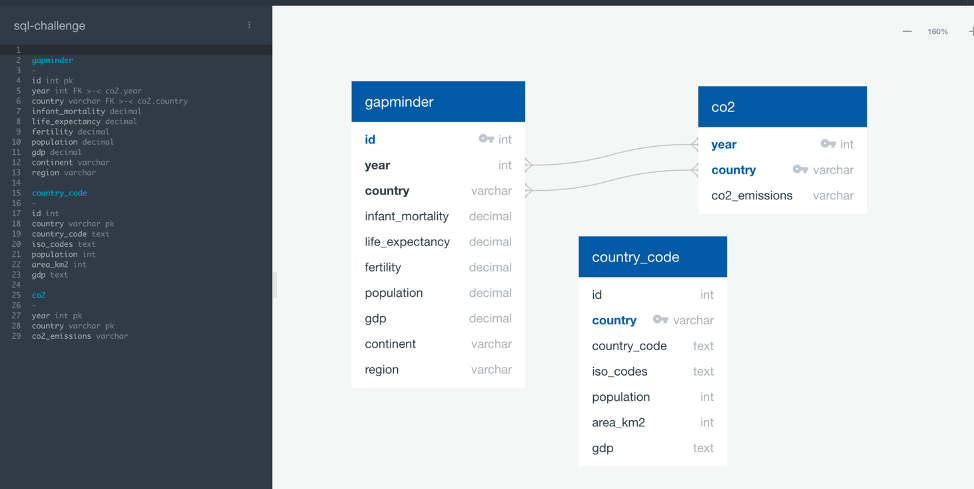 sql-challenge
1
2 gapminder
3 -
4 id int pk
5 year int FK >-< co2.year
6 country varchar FK >-< co2.country
7 infant_mortality decimal
8 life_expectancy decimal
9 fertility decimal
10 population decimal
11 gdp decimal
12 continent varchar
13 region varchar
14
15 country_code
16 -
17 id int
18 country varchar pk
19 country_code text
20 iso_codes text
21 population int
22 area_km2 int
23 gdp text
24
25 co2
26 -
27 year int pk
28 country varchar pk
29 co2_emissions varchar
160%
gapminder
id int
year int
country varchar
infant_mortality decimal
life_expectancy decimal
fertility decimal
population decimal
gdp decimal
continent varchar
region varchar
co2
year int
country varchar
co2_emissions varchar
country_code
id int
country varchar
country_code text
iso_codes text
population int
area_km2 int
gdp text